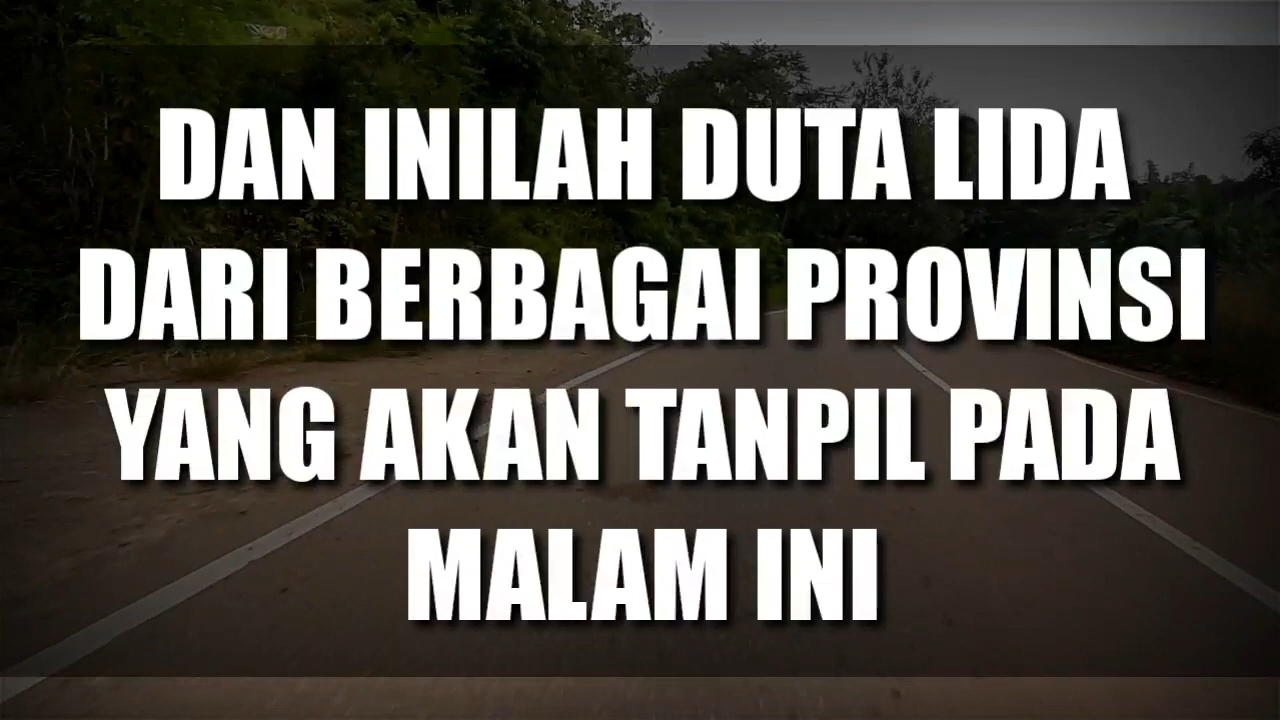 DAN INILAH DUTA LIDA
DARI BERBAGAI PROVINSI
YANG AKAN TANPIL PADA
MALAM INI